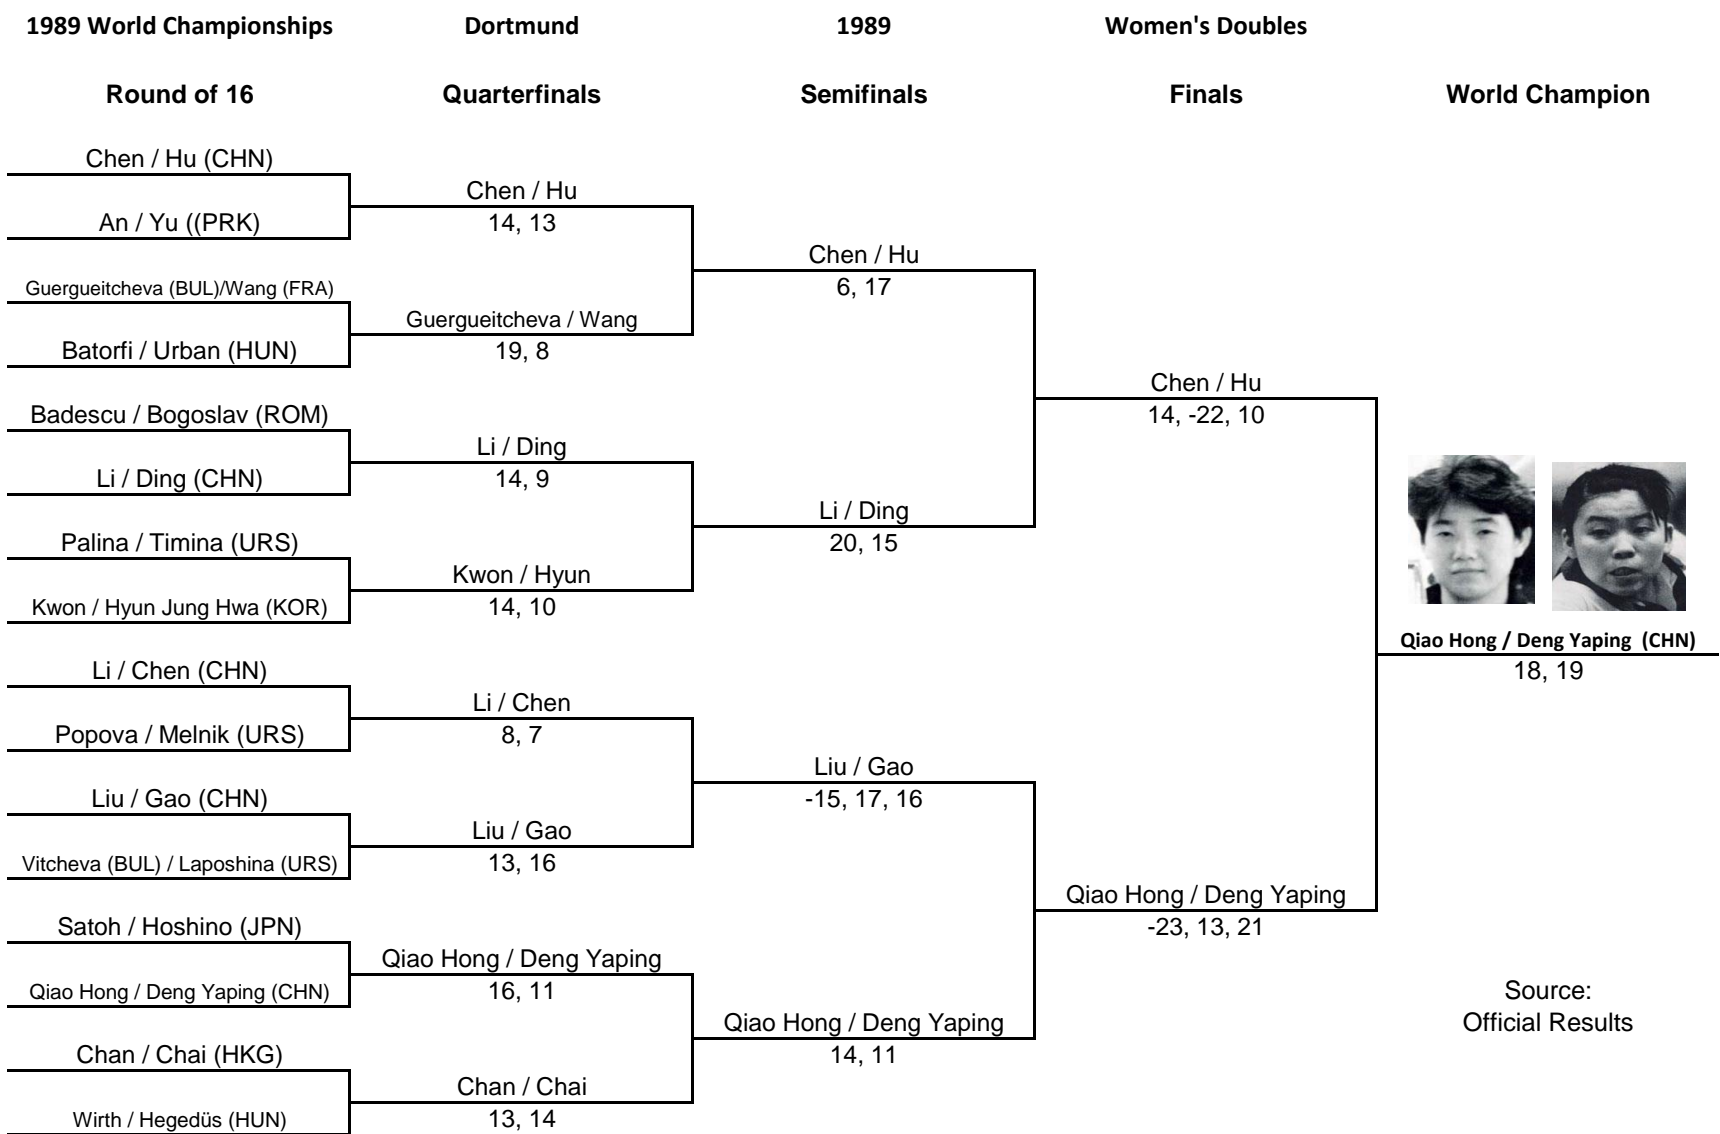 1989 World Championships Dortmund 1989 Women's Doubles
Round of 16 Quarterfinals Semifinals Finals World Champion
Chen / Hu (CHN)
An / Yu ((PRK)
Guergueitcheva (BUL)/Wang (FRA)
Batorfi / Urban (HUN)
Badescu / Bogoslav (ROM)
Li / Ding (CHN)
Palina / Timina (URS)
Kwon / Hyun Jung Hwa (KOR)
Li / Chen (CHN)
Popova / Melnik (URS)
Liu / Gao (CHN)
Vitcheva (BUL) / Laposhina (URS)
Satoh / Hoshino (JPN)
Qiao Hong / Deng Yaping (CHN)
Chan / Chai (HKG)
Wirth / Hegedüs (HUN)
Chen / Hu
14, 13
Guergueitcheva / Wang
19, 8
Li / Ding
14, 9
Kwon / Hyun
14, 10
Li / Chen
8, 7
Liu / Gao
13, 16
Qiao Hong / Deng Yaping
16, 11
Chan / Chai
13, 14
Chen / Hu
6, 17
Li / Ding
20, 15
Liu / Gao
-15, 17, 16
Qiao Hong / Deng Yaping
14, 11
Chen / Hu
14, -22, 10
Qiao Hong / Deng Yaping
-23, 13, 21
Qiao Hong / Deng Yaping (CHN)
18, 19
Source:
Official Results